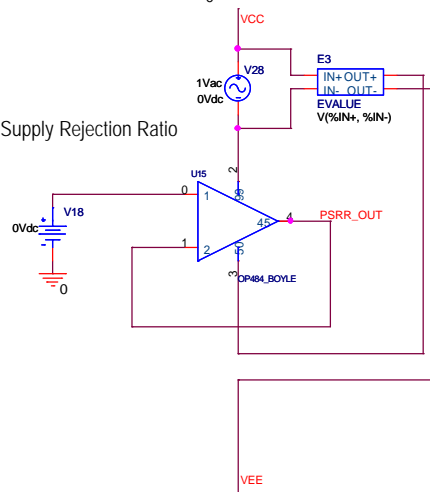 VCC
V28
1Vac
0Vdc
E3
IN+ OUT+
IN- OUT-
EVALUE
V(%IN+, %IN-)
Supply Rejection Ratio
U15
2
0
1
99
V18
0Vdc
45
4
PSRR_OUT
1
2
50
3
OP484_BOYLE
0
VEE